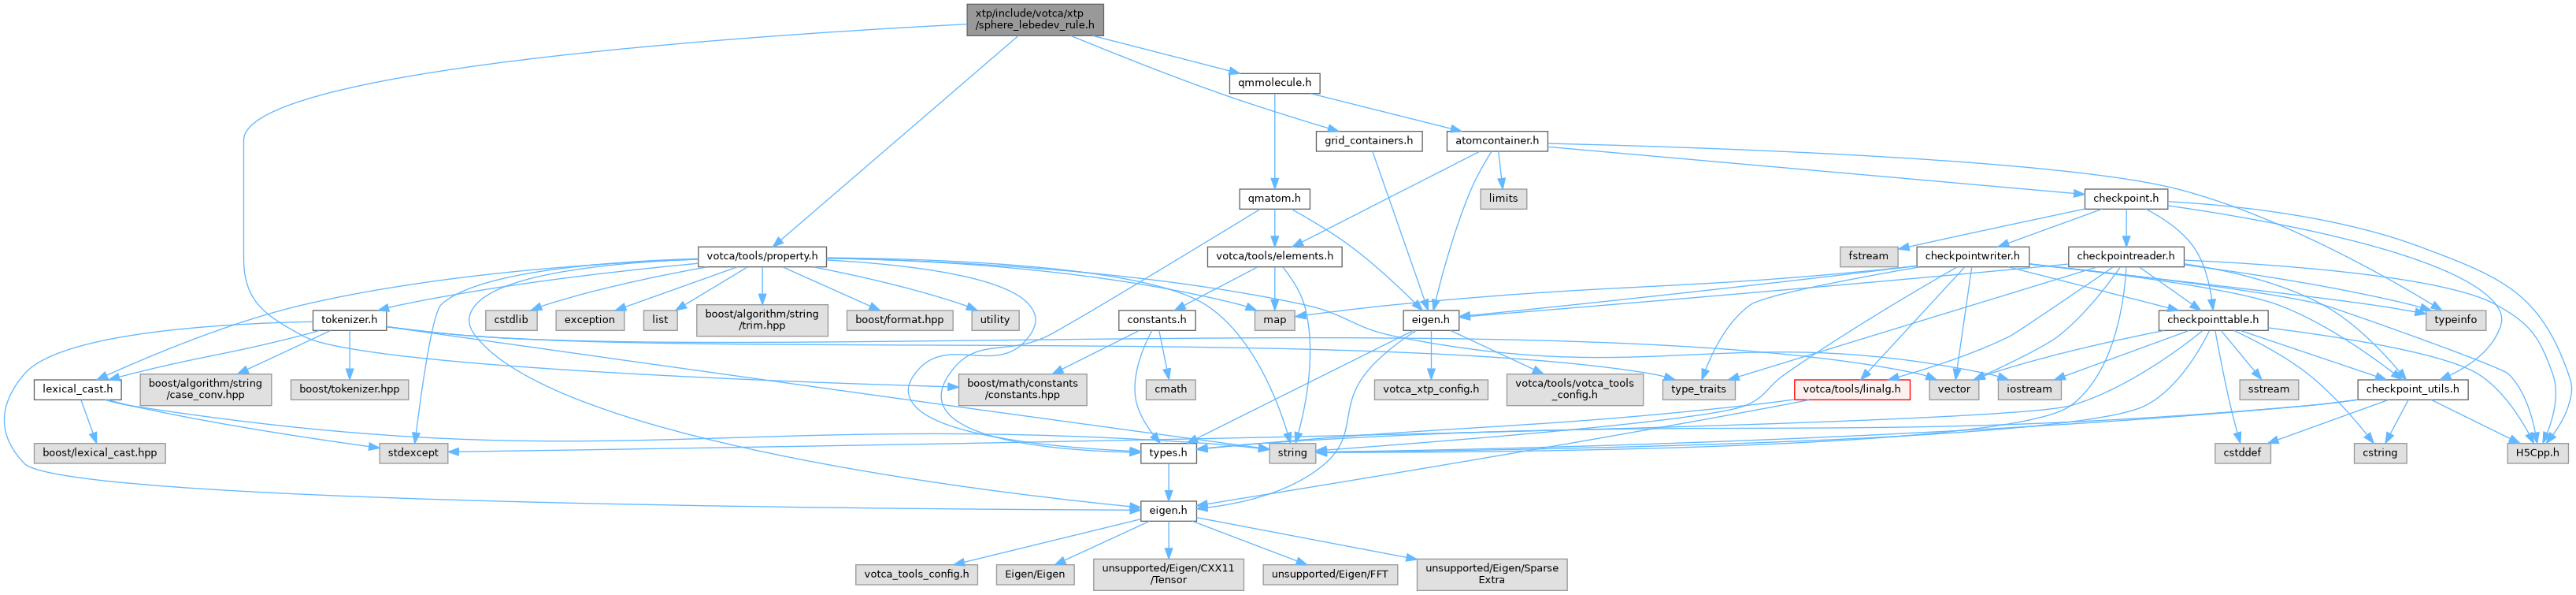 xtp/include/votca/xtp
/sphere_lebedev_rule.h
qmmolecule.h
grid_containers.h
atomcontainer.h
qmatom.h
limits
checkpoint.h
votca/tools/property.h
votca/tools/elements.h
fstream
checkpointwriter.h
checkpointreader.h
tokenizer.h
cstdlib
exception
list
boost/algorithm/string
/trim.hpp
boost/format.hpp
utility
constants.h
map
eigen.h
checkpointtable.h
typeinfo
lexical_cast.h
boost/algorithm/string
/case_conv.hpp
boost/tokenizer.hpp
boost/math/constants
/constants.hpp
cmath
votca_xtp_config.h
votca/tools/votca_tools
_config.h
type_traits
votca/tools/linalg.h
vector
iostream
sstream
checkpoint_utils.h
boost/lexical_cast.hpp
stdexcept
types.h
string
cstddef
cstring
H5Cpp.h
eigen.h
votca_tools_config.h
Eigen/Eigen
unsupported/Eigen/CXX11
/Tensor
unsupported/Eigen/FFT
unsupported/Eigen/Sparse
Extra